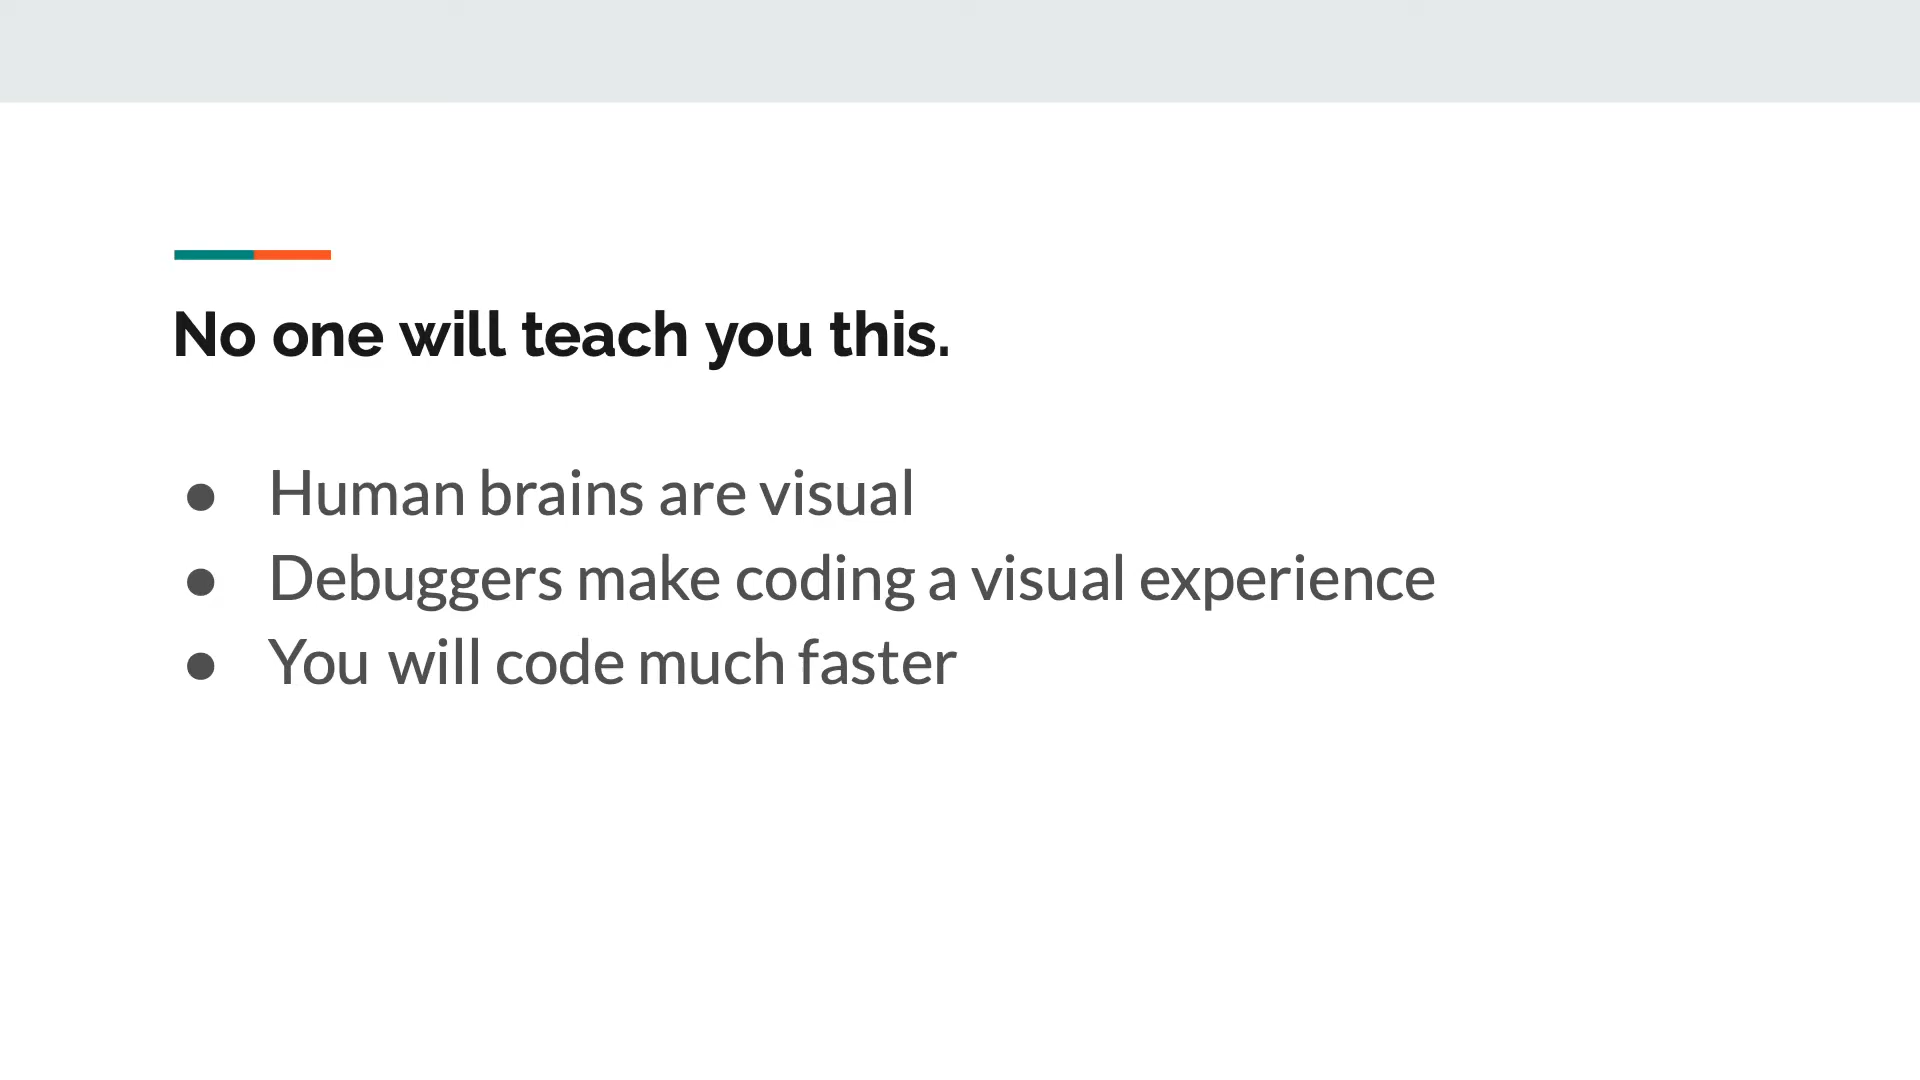 No one will teach you this.
● Human brains are visual
● Debuggers make coding a visual experience
● You will code much faster